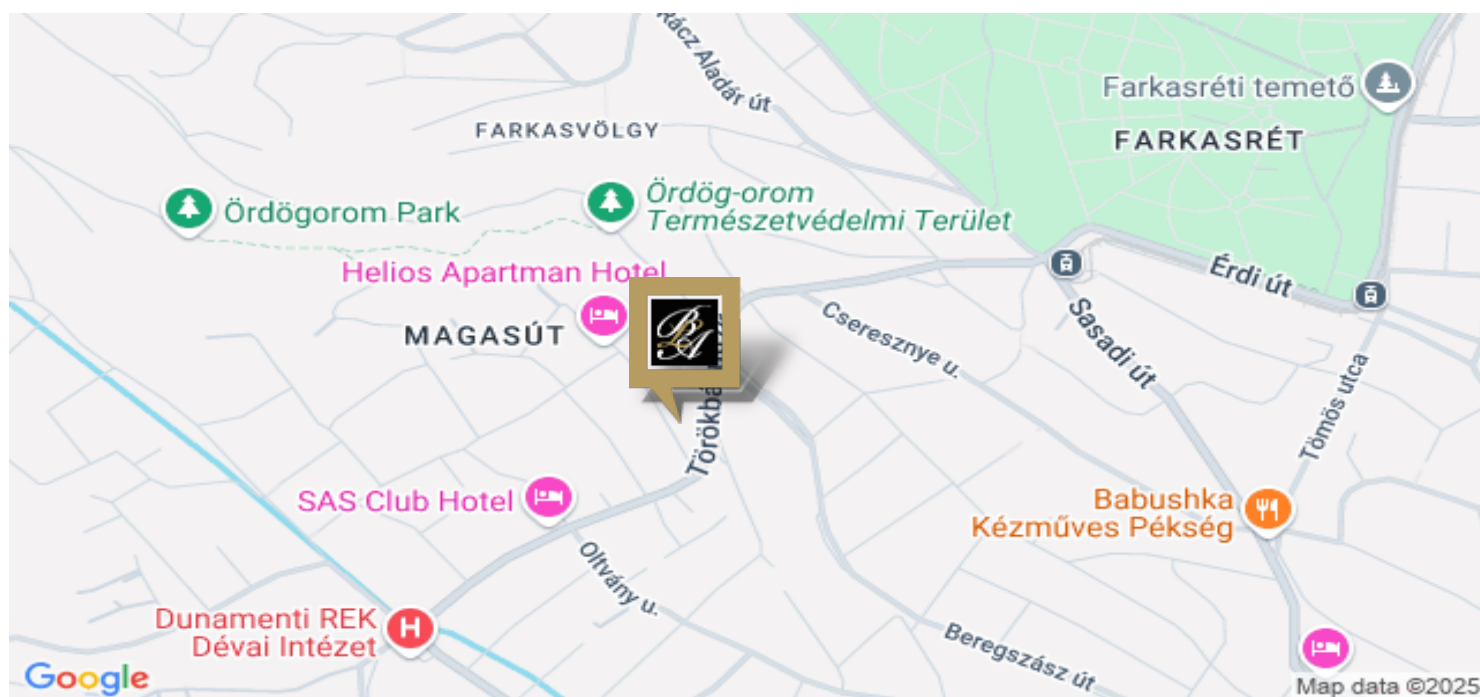 Rácz Aladár út
Farkasréti temető
FARKASVÖLGY
FARKASRÉT
Ördög-orom
Természetvédelmi Terület
Ördögorom Park
Helios Apartman Hotel
Érdi út
MAGASÚT
Cseresznye u.
Sasadi út
Tömös utca
SAS Club Hotel
Babushka
Kézműves Pékség
Oltvány u.
Dunamenti REK
Dévai Intézet
H
Beregszász út
Google
Map data ©2025